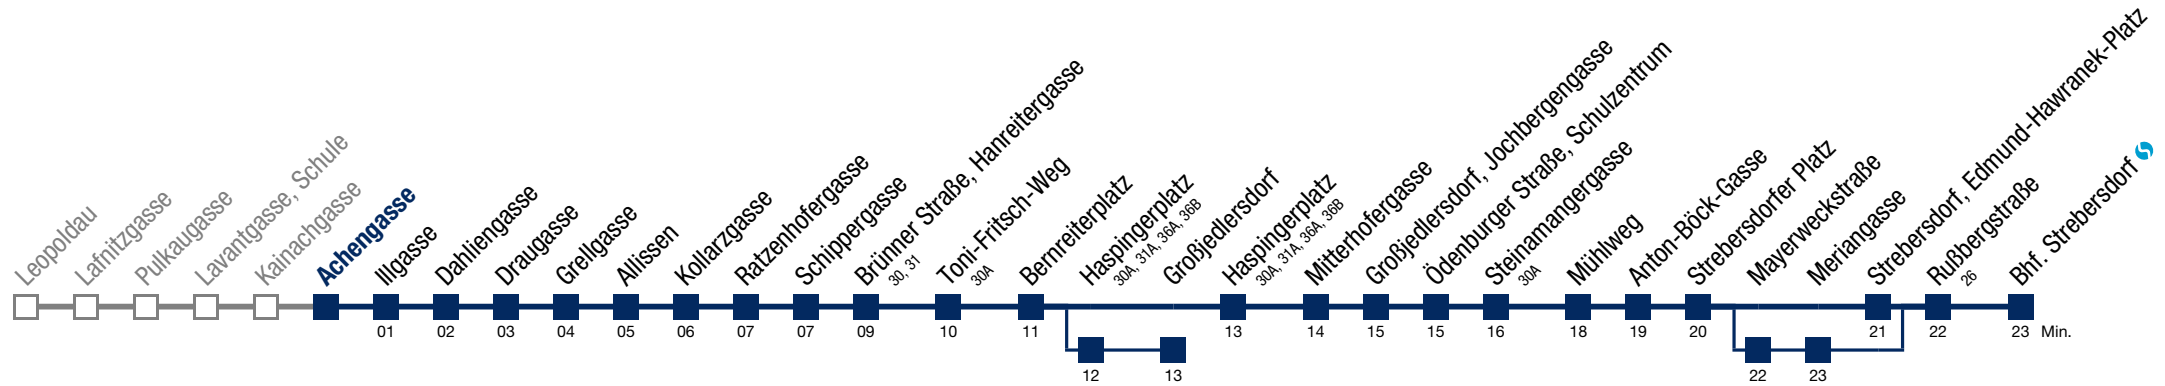 Leopoldau
Lafnitzgasse
Pulkaugasse
Lavantgasse, Schule
Kainachgasse
Achengasse
Illgasse
Dahliengasse
Draugasse
Grellgasse
Allissen
Kollarzgasse
Ratzenhofergasse
Schippergasse
Brünner Straße, Hanreitergasse
30, 31
Toni-Fritsch-Weg
30A
Bernreiterplatz
Haspingerplatz
30A, 31A, 36A, 36B
Großjedlersdorf
Haspingerplatz
30A, 31A, 36A, 36B
Mitterhofergasse
Großjedlersdorf, Jochbergengasse
Ödenburger Straße, Schulzentrum
Steinamangergasse
30A
Mühlweg
Anton-Böck-Gasse
Strebersdorfer Platz
Mayerweckstraße
Meriangasse
Strebersdorf, Edmund-Hawranek-Platz
Rußbergstraße
26
Bhf. Strebersdorf
01 02 03 04 05 06 07 07 09 10 11 13 14 15 15 16 18 19 20 21 22 23 Min.
12 13 22 23